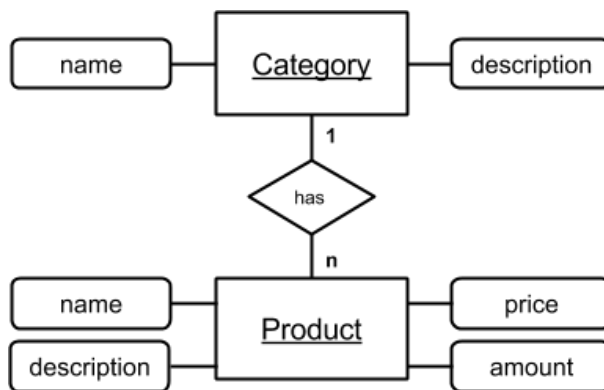 name
Category
description
1
has
n
name
Product
price
description
amount